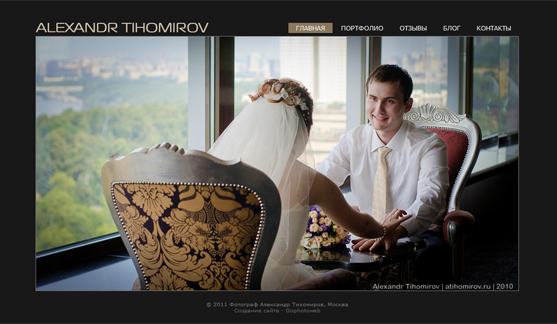 ALEXANDR TIHOMIROV
ГЛАВНАЯ ПОРТФОЛИО ОТЗЫВЫ БЛОГ КОНТАКТЫ
Alexandr Tihomirov | atihomirov.ru | 2010
© 2011 Фотограф Александр Тихомиров, Москва
Создание сайта - Gophotoweb